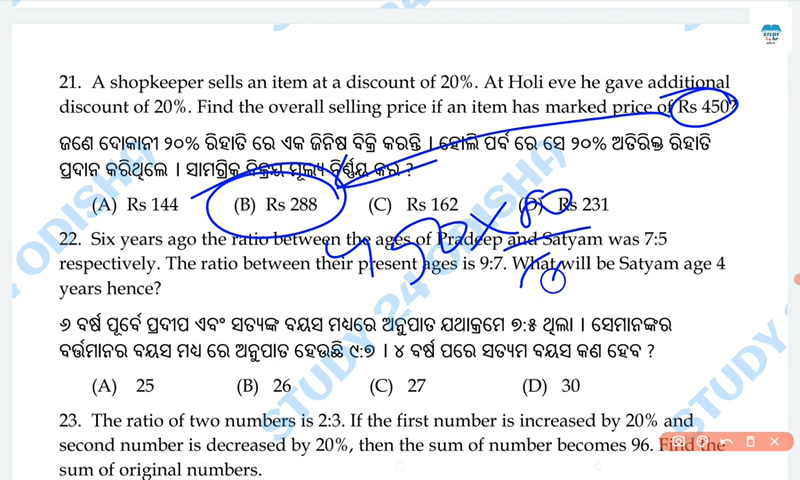 STUDY
21. A shopkeeper sells an item at a discount of 20%. At Holi eve he gave additional
discount of 20%. Find the overall selling price if an item has marked price of Rs 450?
ଜଣେ ଦୋକାନୀ ୨୦% ରିହାତି ରେ ଏକ ଜିନିଷ ବିକ୍ରି କରନ୍ତି । ହୋଲି ପର୍ବ ରେ ସେ ୨୦% ଅତିରିକ୍ତ ରିହାତି
ପ୍ରଦାନ କରିଥିଲେ । ସାମଗ୍ରିକ ବିକ୍ରୟ ମୂଲ୍ୟ ନିର୍ଣ୍ଣୟ କର ?
(A) Rs 144 (B) Rs 288 (C) Rs 162 (D) Rs 231
450 × 80
22. Six years ago the ratio between the ages of Pradeep and Satyam was 7:5
respectively. The ratio between their present ages is 9:7. What will be Satyam age 4
years hence?
୬ ବର୍ଷ ପୂର୍ବେ ପ୍ରଦୀପ ଏବଂ ସତ୍ୟଙ୍କ ବୟସ ମଧ୍ୟରେ ଅନୁପାତ ଯଥାକ୍ରମେ ୭:୫ ଥିଲା । ସେମାନଙ୍କର
ବର୍ତ୍ତମାନର ବୟସ ମଧ୍ୟ ରେ ଅନୁପାତ ହେଉଛି ୯:୭ । ୪ ବର୍ଷ ପରେ ସତ୍ୟମ ବୟସ କଣ ହେବ ?
(A) 25 (B) 26 (C) 27 (D) 30
23. The ratio of two numbers is 2:3. If the first number is increased by 20% and
second number is decreased by 20%, then the sum of number becomes 96. Find the
sum of original numbers.
STUDY 24 ODISHA